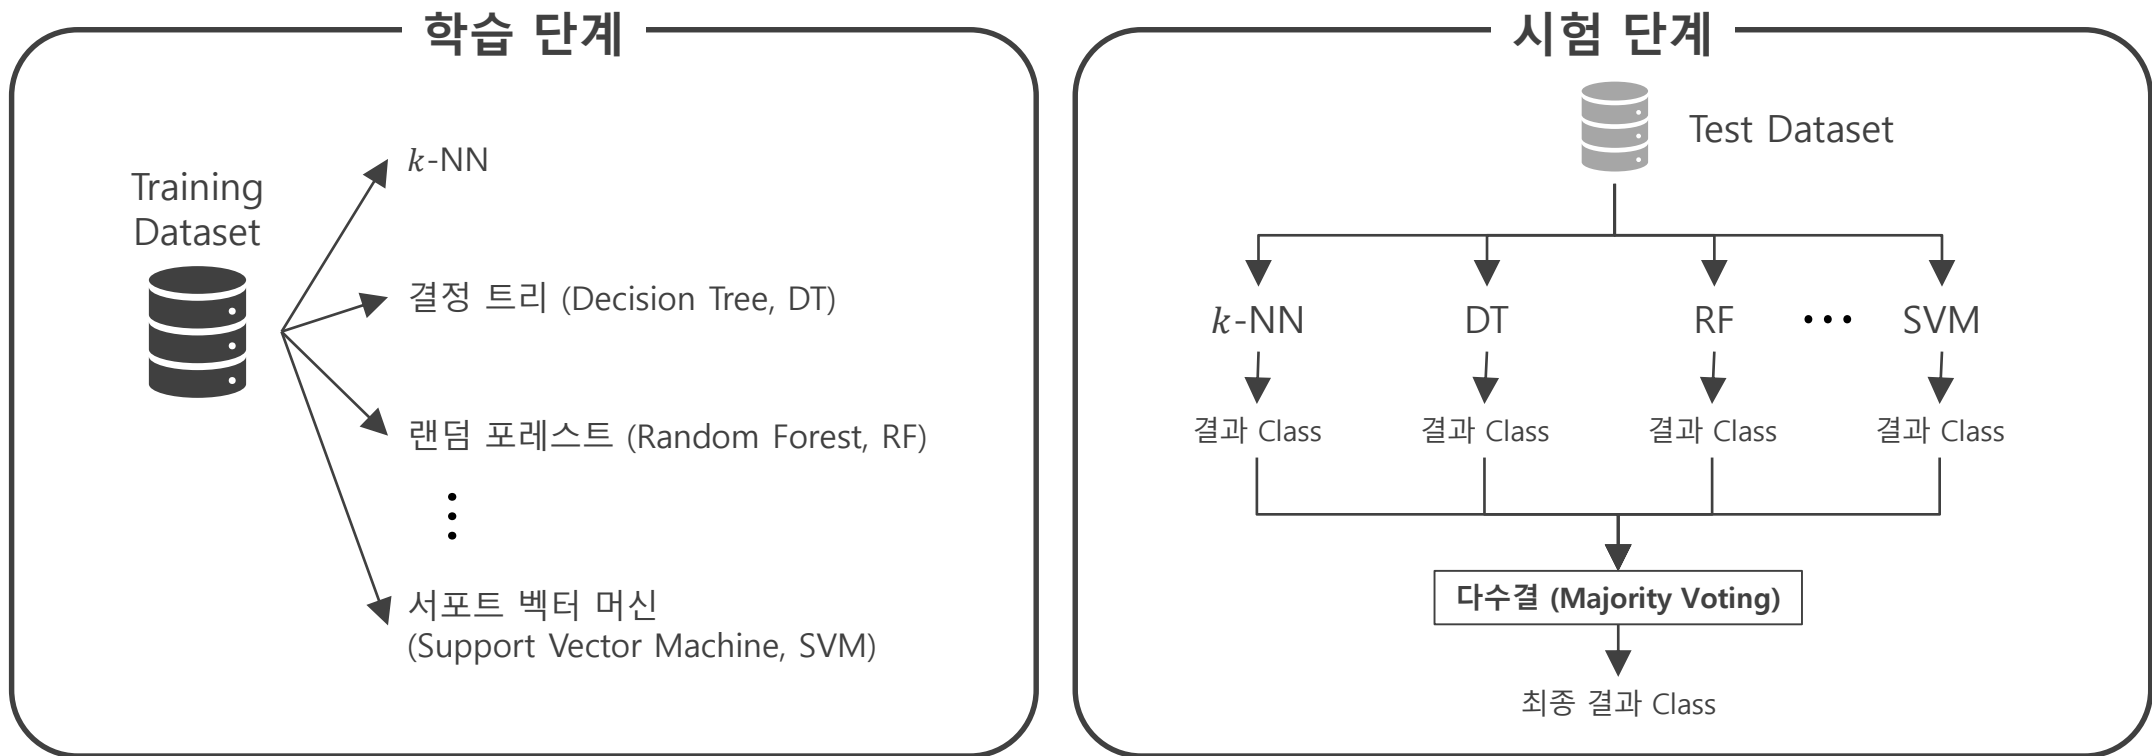 학습 단계
Training
Dataset
k-NN
결정 트리 (Decision Tree, DT)
랜덤 포레스트 (Random Forest, RF)
서포트 벡터 머신
(Support Vector Machine, SVM)
시험 단계
Test Dataset
k-NN DT RF ••• SVM
결과 Class 결과 Class 결과 Class 결과 Class
다수결 (Majority Voting)
최종 결과 Class